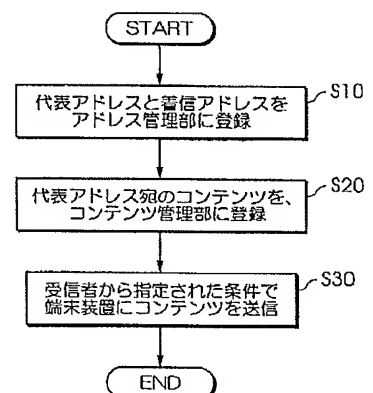 START
代表アドレスと着信アドレスを
アドレス管理部に登録
S10
代表アドレス宛のコンテンツを、
コンテンツ管理部に登録
S20
受信者から指定された条件で
端末装置にコンテンツを送信
S30
END